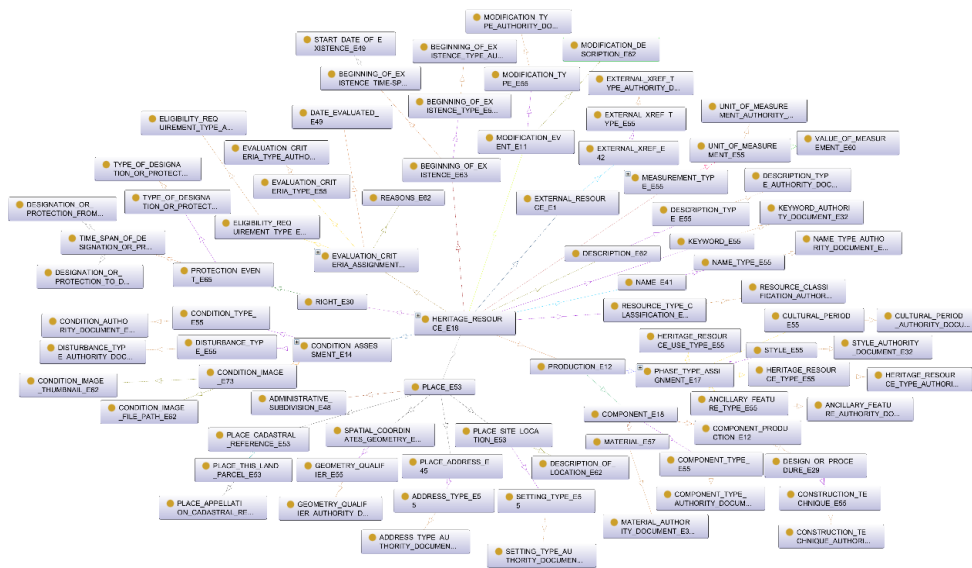 MODIFICATION_TY
PE_AUTHORITY_DO...
START_DATE_OF_E
XISTENCE_E49
BEGINNING_OF_EX
ISTENCE_TYPE_AU...
MODIFICATION_DE
SCRIPTION_E62
BEGINNING_OF_EX
ISTENCE_TIME-SP...
MODIFICATION_TY
PE_E55
EXTERNAL_XREF_T
YPE_AUTHORITY_D...
BEGINNING_OF_EX
ISTENCE_TYPE_E5...
UNIT_OF_MEASURE
MENT_AUTHORITY_...
DATE_EVALUATED_
E49
EXTERNAL_XREF_T
YPE_E55
ELIGIBILITY_REQ
UIREMENT_TYPE_A...
MODIFICATION_EV
ENT_E11
UNIT_OF_MEASURE
MENT_E55
VALUE_OF_MEASUR
EMENT_E60
EVALUATION_CRIT
ERIA_TYPE_AUTHO...
EXTERNAL_XREF_E
42
TYPE_OF_DESIGNA
TION_OR_PROTECT...
BEGINNING_OF_EX
ISTENCE_E63
MEASUREMENT_TYP
E_E55
DESCRIPTION_TYP
E_AUTHORITY_DOC...
EVALUATION_CRIT
ERIA_TYPE_E55
REASONS_E62
EXTERNAL_RESOUR
CE_E1
DESIGNATION_OR_
PROTECTION_FROM...
TYPE_OF_DESIGNA
TION_OR_PROTECT...
DESCRIPTION_TYP
E_E55
KEYWORD_AUTHORI
TY_DOCUMENT_E32
ELIGIBILITY_REQ
UIREMENT_TYPE_E...
TIME_SPAN_OF_DE
SIGNATION_OR_PR...
KEYWORD_E55
NAME_TYPE_AUTHO
RITY_DOCUMENT_E...
EVALUATION_CRIT
ERIA_ASSIGNMENT...
DESCRIPTION_E62
NAME_TYPE_E55
DESIGNATION_OR_
PROTECTION_TO_D...
PROTECTION_EVEN
T_E65
NAME_E41
RESOURCE_CLASSI
FICATION_AUTHOR...
RIGHT_E30
RESOURCE_TYPE_C
LASSIFICATION_E...
HERITAGE_RESOUR
CE_E18
CONDITION_AUTHO
RITY_DOCUMENT_E...
CONDITION_TYPE_
E55
CULTURAL_PERIOD
_E55
CULTURAL_PERIOD
_AUTHORITY_DOCU...
HERITAGE_RESOUR
CE_USE_TYPE_E55
DISTURBANCE_TYP
E_AUTHORITY_DOC...
DISTURBANCE_TYP
E_E55
CONDITION_ASSES
SMENT_E14
STYLE_E55
STYLE_AUTHORITY
_DOCUMENT_E32
PRODUCTION_E12
PHASE_TYPE_ASSI
GNMENT_E17
HERITAGE_RESOUR
CE_TYPE_E55
HERITAGE_RESOUR
CE_TYPE_AUTHORI...
CONDITION_IMAGE
_THUMBNAIL_E62
CONDITION_IMAGE
_E73
PLACE_E53
ADMINISTRATIVE_
SUBDIVISION_E48
ANCILLARY_FEATU
RE_TYPE_E55
ANCILLARY_FEATU
RE_AUTHORITY_DO...
CONDITION_IMAGE
_FILE_PATH_E62
COMPONENT_E18
COMPONENT_PRODU
CTION_E12
PLACE_CADASTRAL
_REFERENCE_E53
SPATIAL_COORDIN
ATES_GEOMETRY_E...
PLACE_SITE_LOCA
TION_E53
MATERIAL_E57
PLACE_THIS_LAND
_PARCEL_E53
GEOMETRY_QUALIF
IER_E55
PLACE_ADDRESS_E
45
DESCRIPTION_OF_
LOCATION_E62
COMPONENT_TYPE_
E55
DESIGN_OR_PROCE
DURE_E29
PLACE_APPELLATI
ON_CADASTRAL_RE...
GEOMETRY_QUALIF
IER_AUTHORITY_D...
ADDRESS_TYPE_E5
5
SETTING_TYPE_E5
5
COMPONENT_TYPE_
AUTHORITY_DOCUM...
CONSTRUCTION_TE
CHNIQUE_E55
MATERIAL_AUTHOR
ITY_DOCUMENT_E3...
CONSTRUCTION_TE
CHNIQUE_AUTHORI...
ADDRESS_TYPE_AU
THORITY_DOCUMEN...
SETTING_TYPE_AU
THORITY_DOCUMEN...